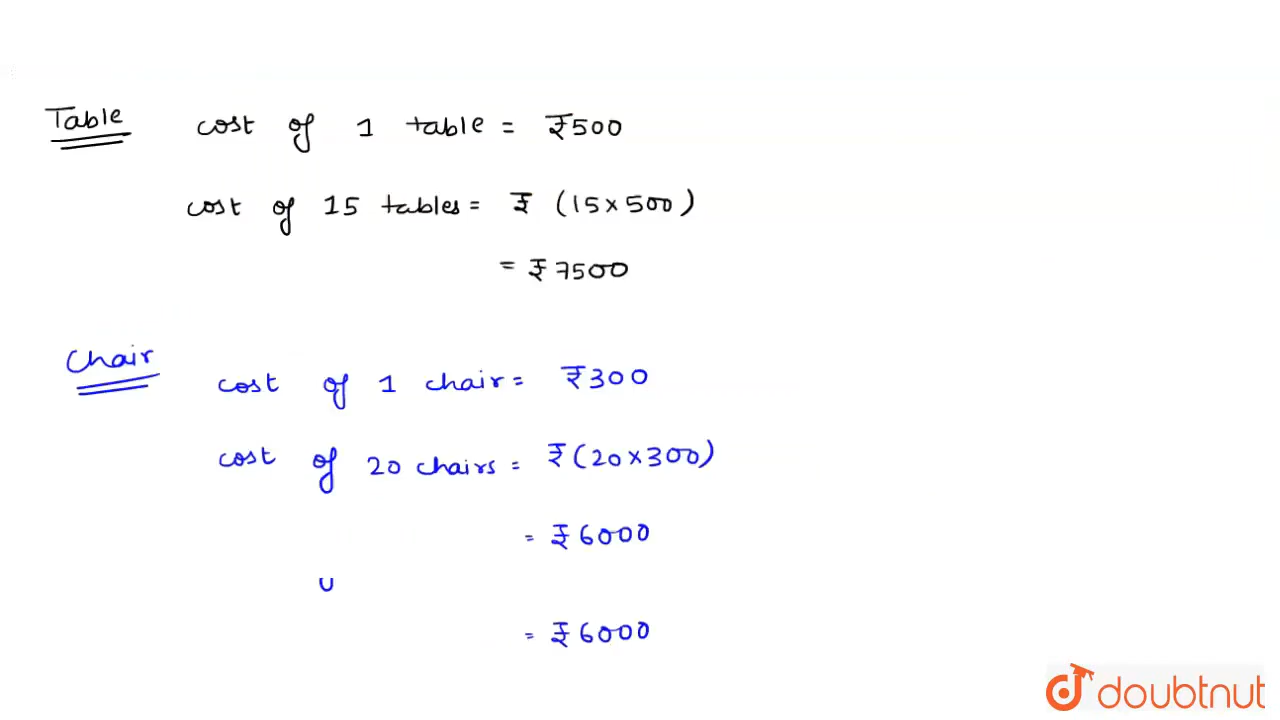 Table cost of 1 table = ₹500
cost of 15 tables = ₹ (15×500)
= ₹7500
Chair
cost of 1 chair = ₹300
cost of 20 chairs = ₹(20×300)
= ₹6000
U
= ₹6000
doubtnut